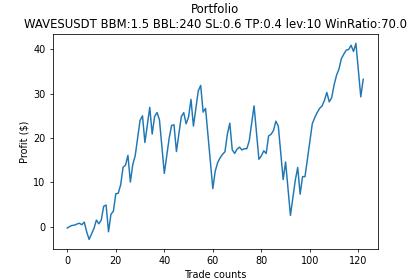 Portfolio
WAVESUSDT BBM:1.5 BBL:240 SL:0.6 TP:0.4 lev:10 WinRatio:70.0
40
30
20
10
0
Profit ($)
0 20 40 60 80 100 120
Trade counts